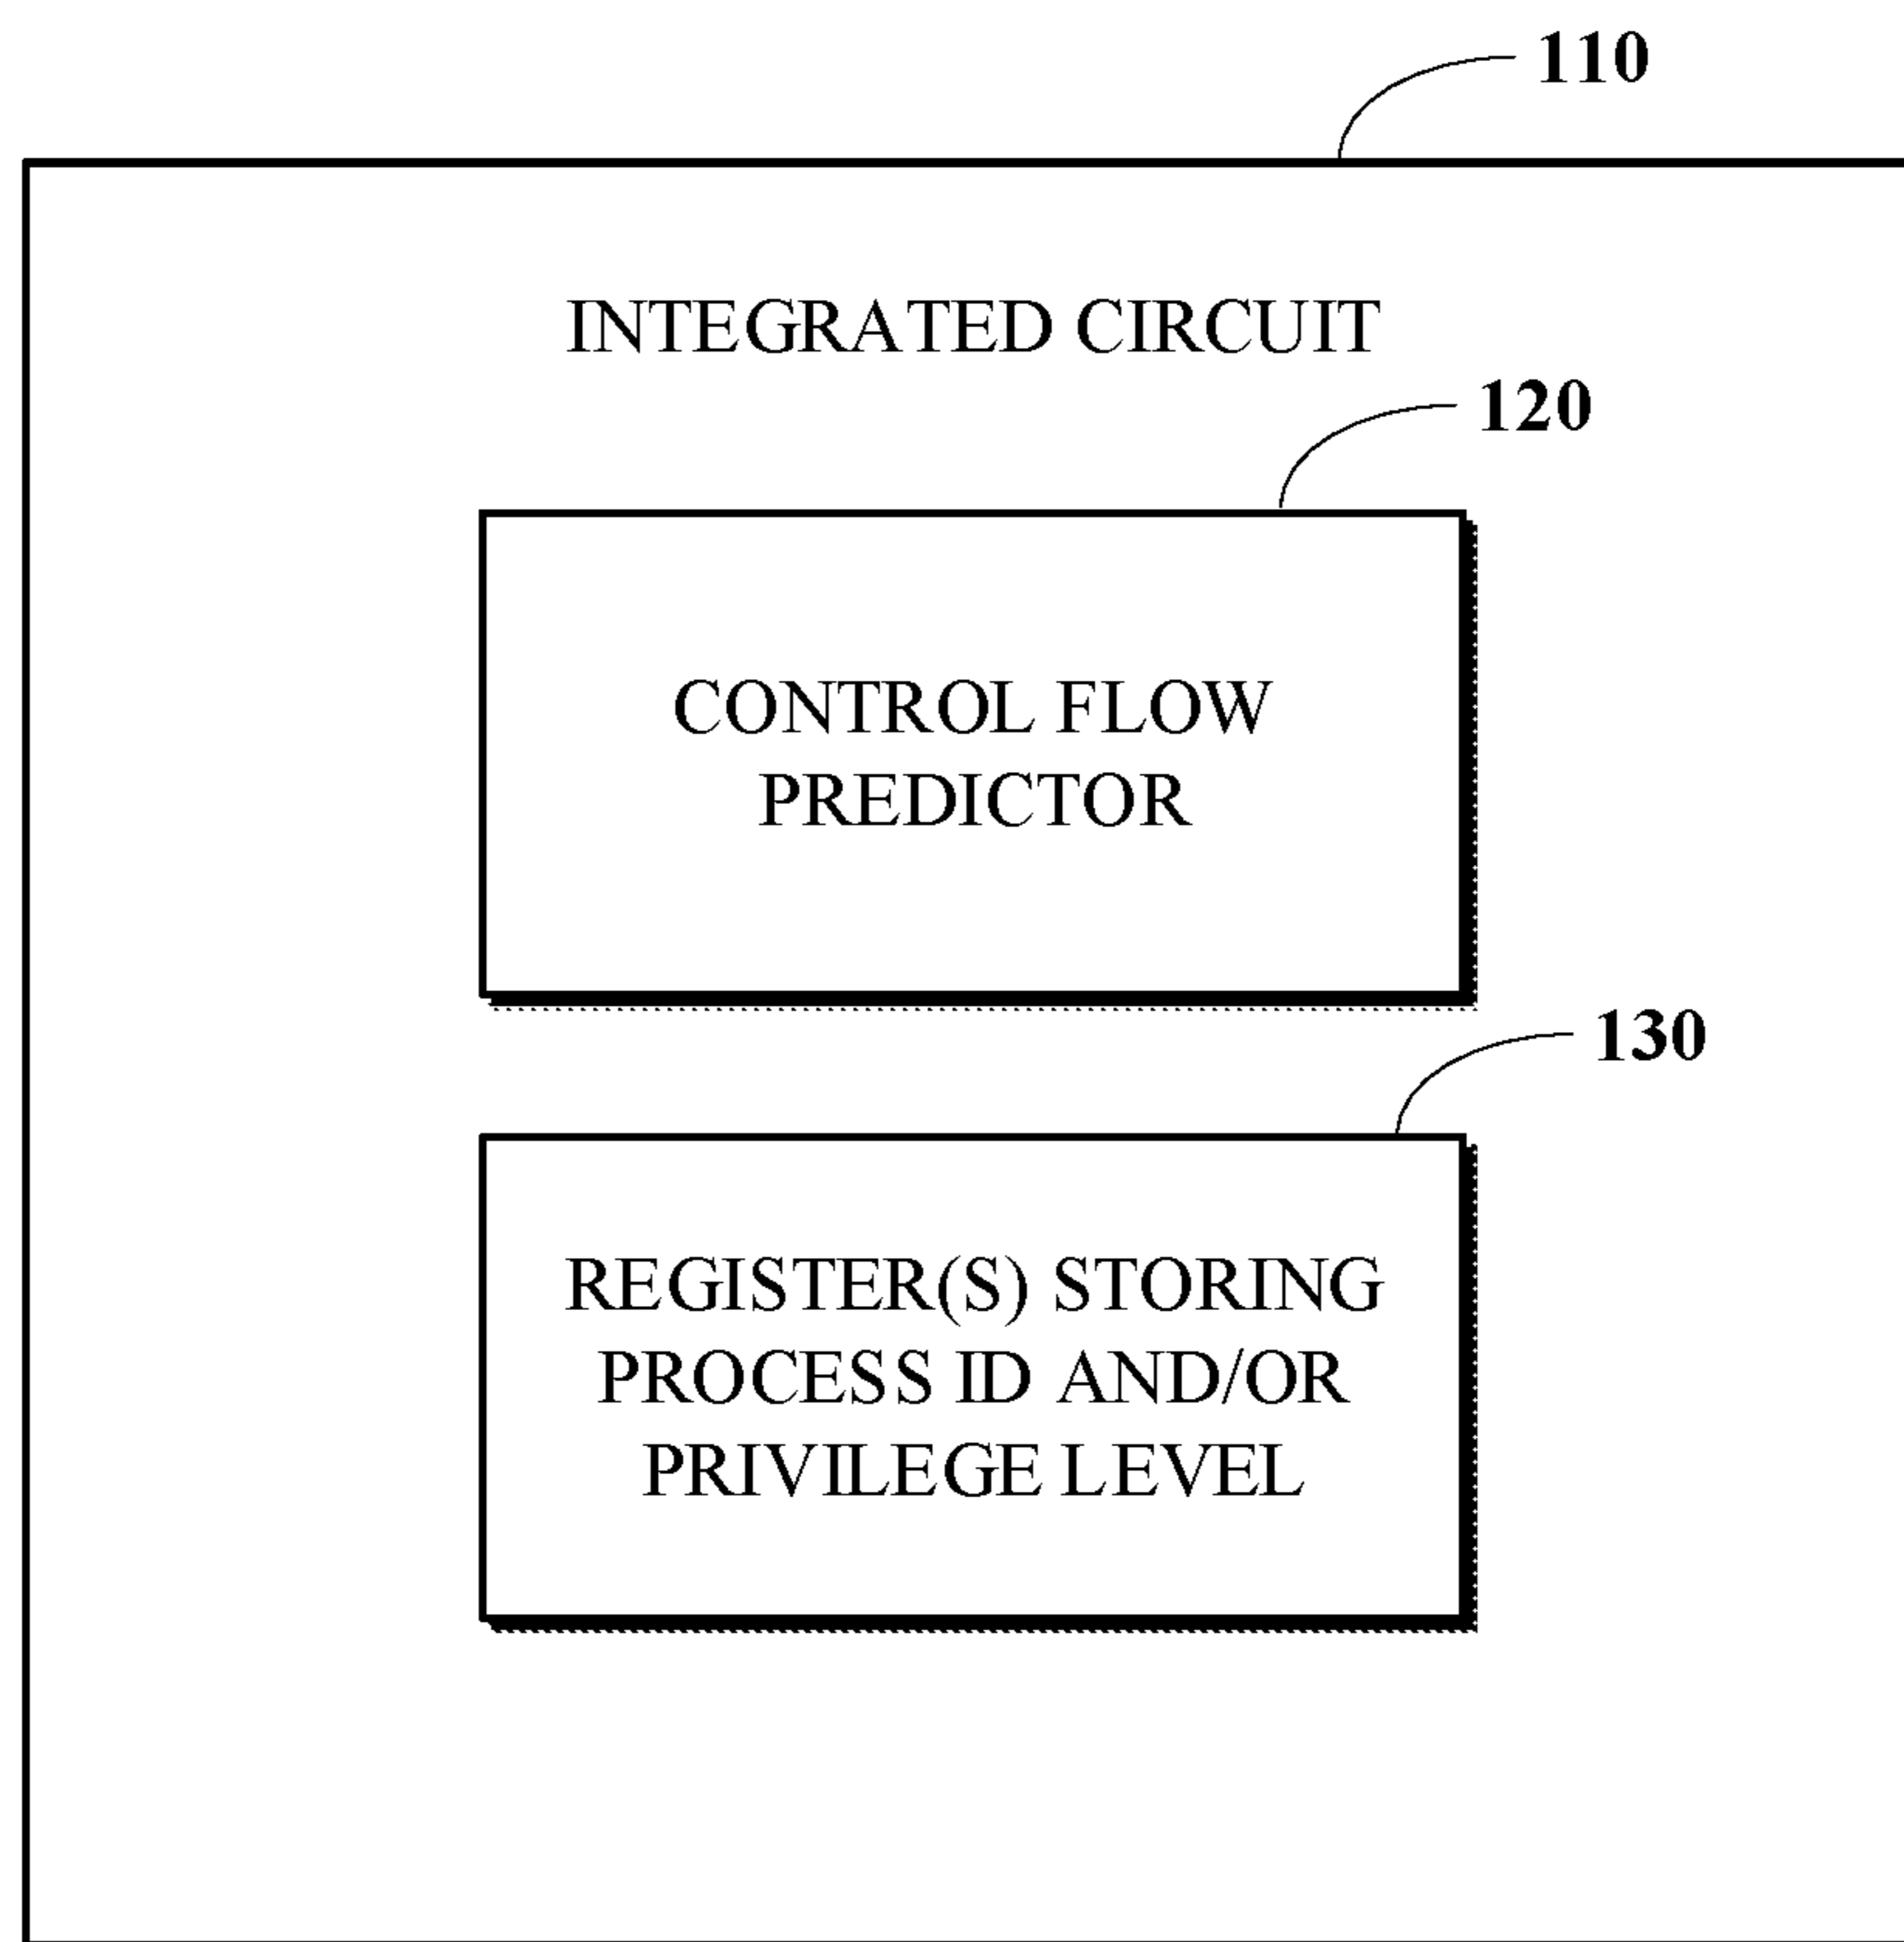 110
INTEGRATED CIRCUIT
120
CONTROL FLOW
PREDICTOR
130
REGISTER(S) STORING
PROCESS ID AND/OR
PRIVILEGE LEVEL